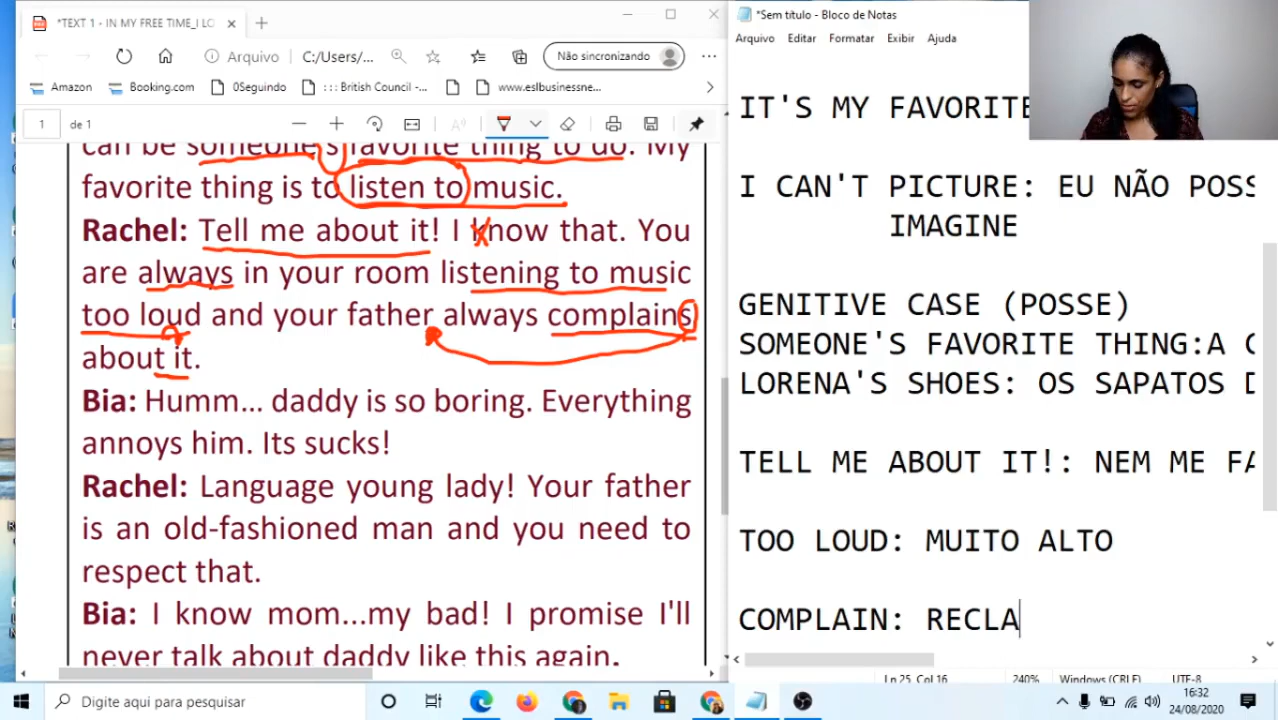 *TEXT 1 - IN MY FREE TIME_I LO
Arquivo
C:/Users/...
Não sincronizando
Amazon
Booking.com
0Seguindo
::: British Council -...
www.eslbusinessne...
1 de 1
can be someone's favorite thing to do. My
favorite thing is to listen to music.
Rachel: Tell me about it! I know that. You
are always in your room listening to music
too loud and your father always complains
about it.
Bia: Humm... daddy is so boring. Everything
annoys him. Its sucks!
Rachel: Language young lady! Your father
is an old-fashioned man and you need to
respect that.
Bia: I know mom...my bad! I promise I'll
never talk about daddy like this again.
*Sem título - Bloco de Notas
Arquivo Editar Formatar Exibir Ajuda
IT'S MY FAVORITE
I CAN'T PICTURE: EU NÃO POSS
IMAGINE
GENITIVE CASE (POSSE)
SOMEONE'S FAVORITE THING:A C
LORENA'S SHOES: OS SAPATOS D
TELL ME ABOUT IT!: NEM ME FA
TOO LOUD: MUITO ALTO
COMPLAIN: RECLA
Ln 25, Col 16 240% Windows (CRLF) UTF-8
Digite aqui para pesquisar
16:32
24/08/2020